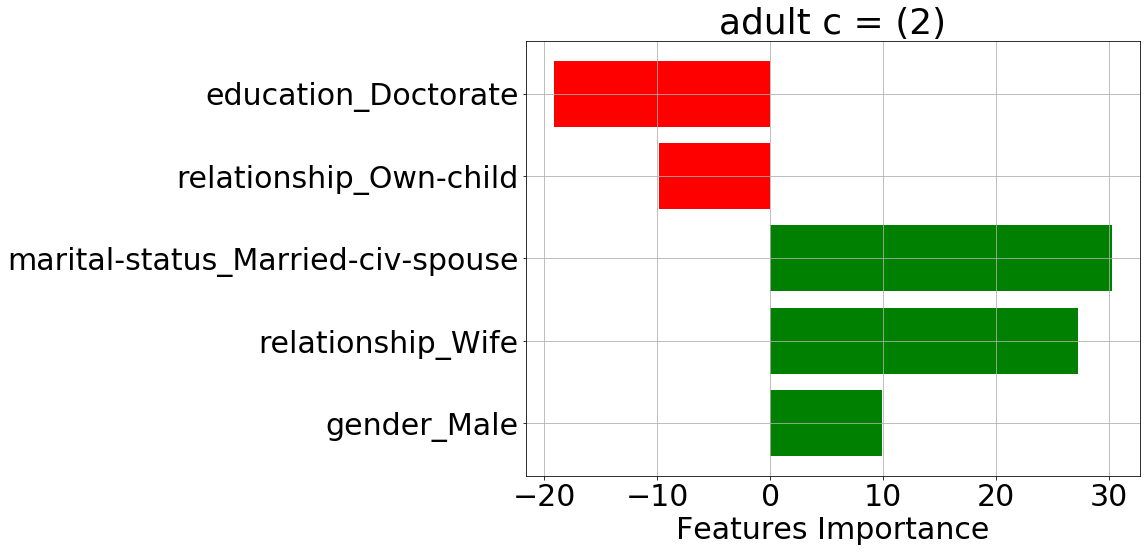 adult c = (2)
education_Doctorate
relationship_Own-child
marital-status_Married-civ-spouse
relationship_Wife
gender_Male
−20 −10 0 10 20 30
Features Importance